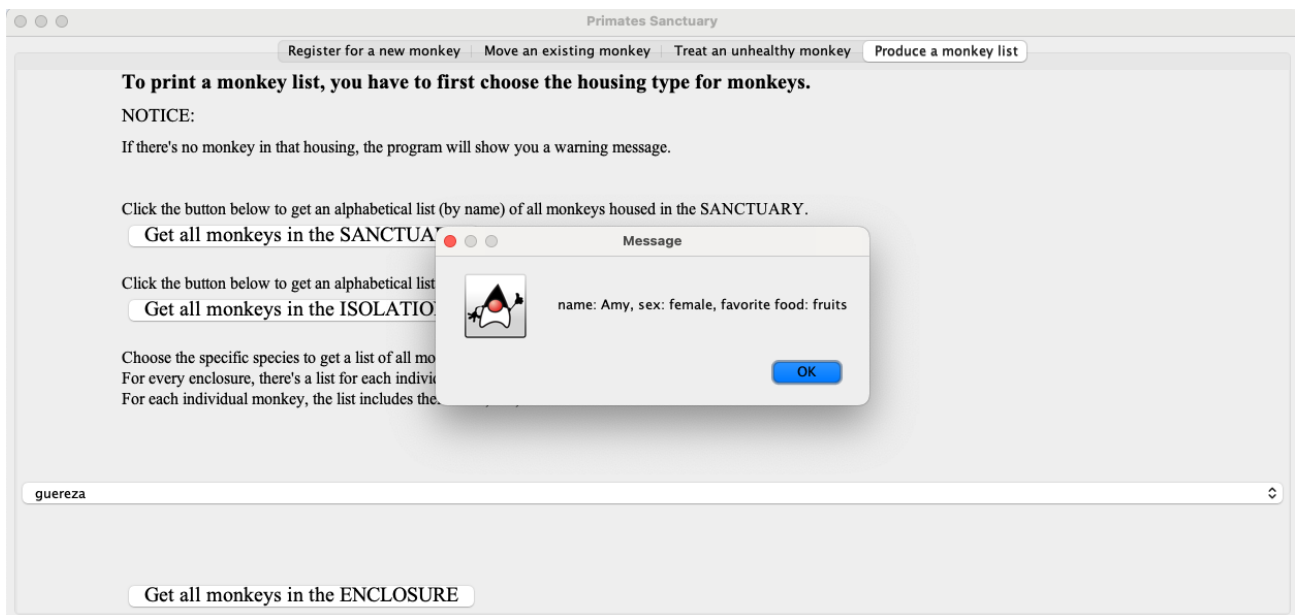 Primates Sanctuary
Register for a new monkey
Move an existing monkey
Treat an unhealthy monkey
Produce a monkey list
To print a monkey list, you have to first choose the housing type for monkeys.
NOTICE:
If there's no monkey in that housing, the program will show you a warning message.
Click the button below to get an alphabetical list (by name) of all monkeys housed in the SANCTUARY.
Get all monkeys in the
Message
Click the button below to get an alphabetical list
Get all monkeys in the
name: Amy, sex: female, favorite food: fruits
OK
Choose the specific species to get a list of all
For every enclosure, there's a list for each
For each individual monkey, the list includes
guereza
Get all monkeys in the ENCLOSURE